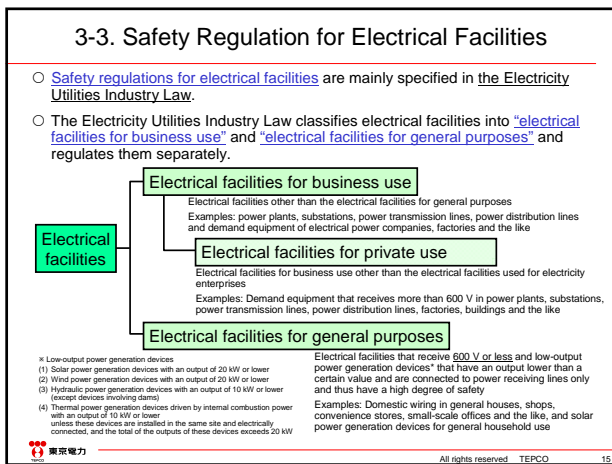 3-3. Safety Regulation for Electrical Facilities
○ Safety regulations for electrical facilities are mainly specified in the Electricity
Utilities Industry Law.
○ The Electricity Utilities Industry Law classifies electrical facilities into "electrical
facilities for business use" and "electrical facilities for general purposes" and
regulates them separately.
Electrical facilities for business use
Electrical facilities other than the electrical facilities for general purposes
Examples: power plants, substations, power transmission lines, power distribution lines
and demand equipment of electrical power companies, factories and the like
Electrical
facilities
Electrical facilities for private use
Electrical facilities for business use other than the electrical facilities used for electricity
enterprises
Examples: Demand equipment that receives more than 600 V in power plants, substations,
power transmission lines, power distribution lines, factories, buildings and the like
Electrical facilities for general purposes
Electrical facilities that receive 600 V or less and low-output
power generation devices* that have an output lower than a
certain value and are connected to power receiving lines only
and thus have a high degree of safety
Examples: Domestic wiring in general houses, shops,
convenience stores, small-scale offices and the like, and solar
power generation devices for general household use
※ Low-output power generation devices
(1) Solar power generation devices with an output of 20 kW or lower
(2) Wind power generation devices with an output of 20 kW or lower
(3) Hydraulic power generation devices with an output of 10 kW or lower
(except devices involving dams)
(4) Thermal power generation devices driven by internal combustion power
with an output of 10 kW or lower
unless these devices are installed in the same site and electrically
connected, and the total of the outputs of these devices exceeds 20 kW
TEPCO
東京電力
All rights reserved TEPCO
15